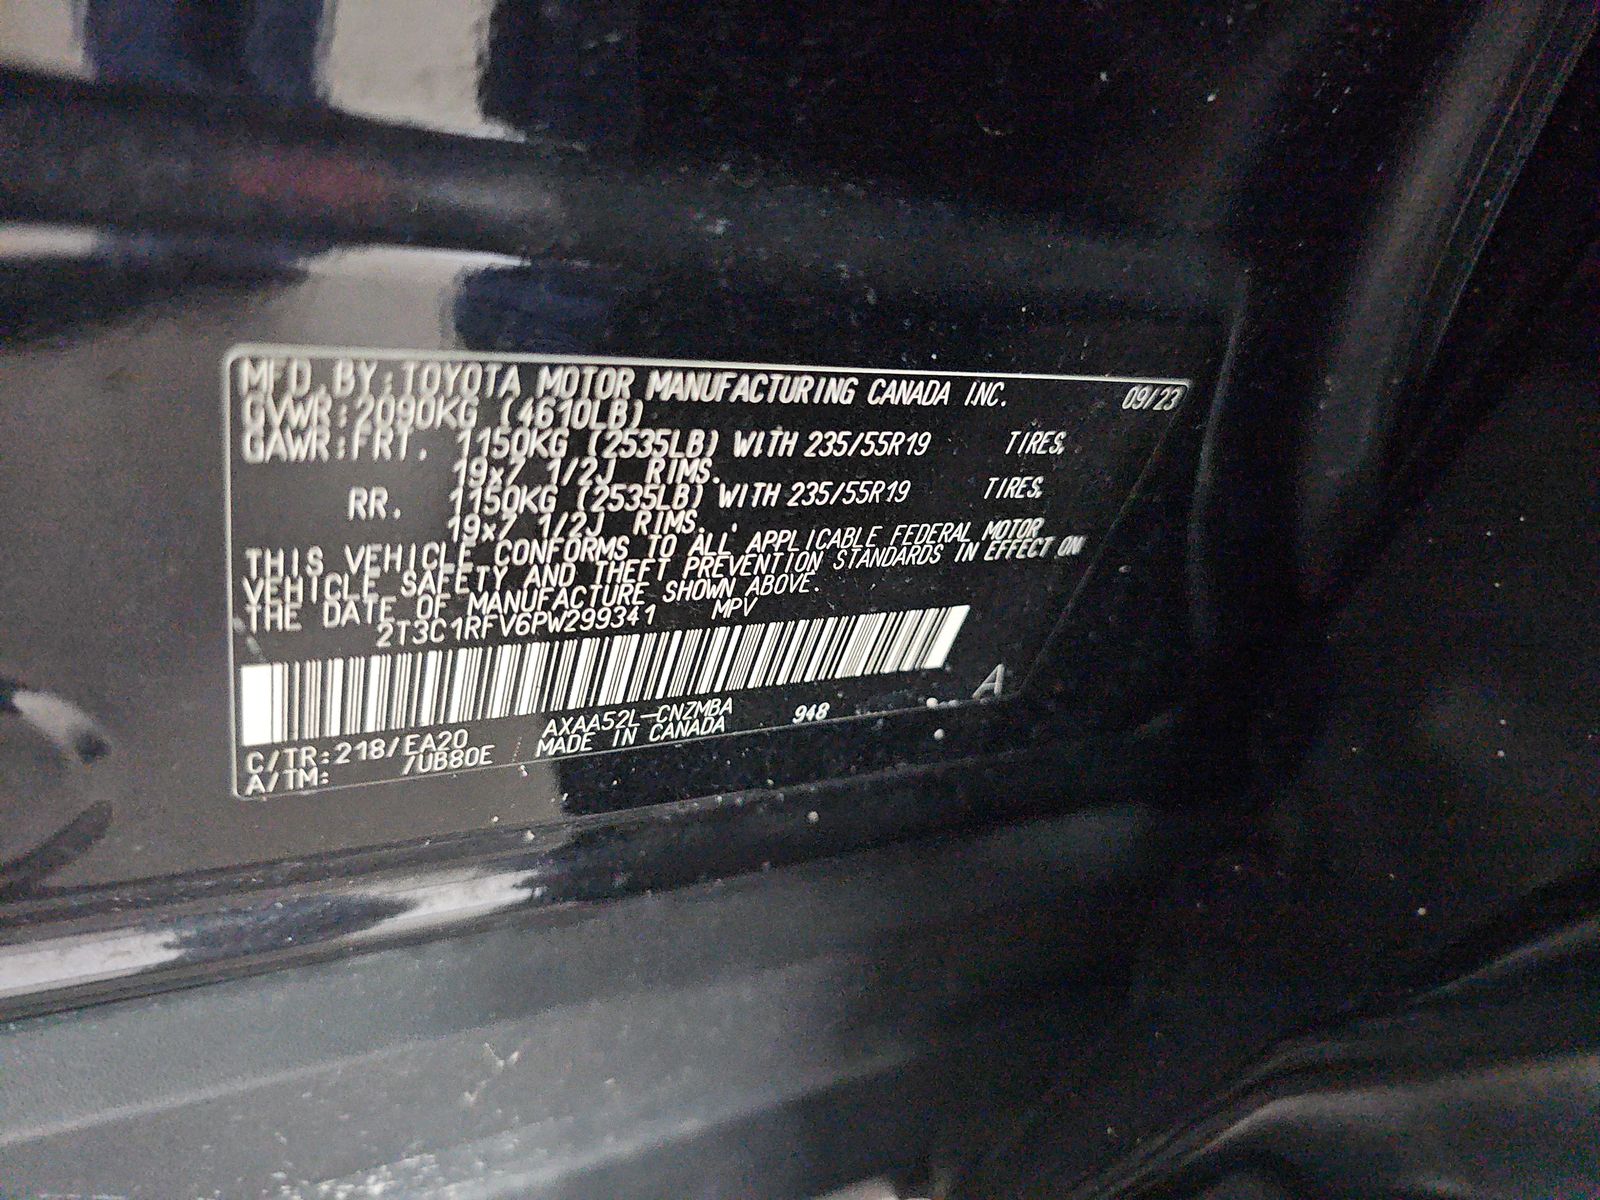 MFD.BY:TOYOTA MOTOR MANUFACTURING CANADA INC. 09/23
GVWR:2090KG (4610LB)
GAWR:FRT. 1150KG (2535LB) WITH 235/55R19 TIRES,
19x7 1/2J RIMS.
RR. 1150KG (2535LB) WITH 235/55R19 TIRES,
19x7 1/2J RIMS.
THIS VEHICLE CONFORMS TO ALL APPLICABLE FEDERAL MOTOR
VEHICLE SAFETY AND THEFT PREVENTION STANDARDS IN EFFECT ON
THE DATE OF MANUFACTURE SHOWN ABOVE.
2T3C1RFV6PW299341 MPV
A
C/TR:218/EA20 AXAA52L-CNZMBA 948
A/TM: /UB80E MADE IN CANADA